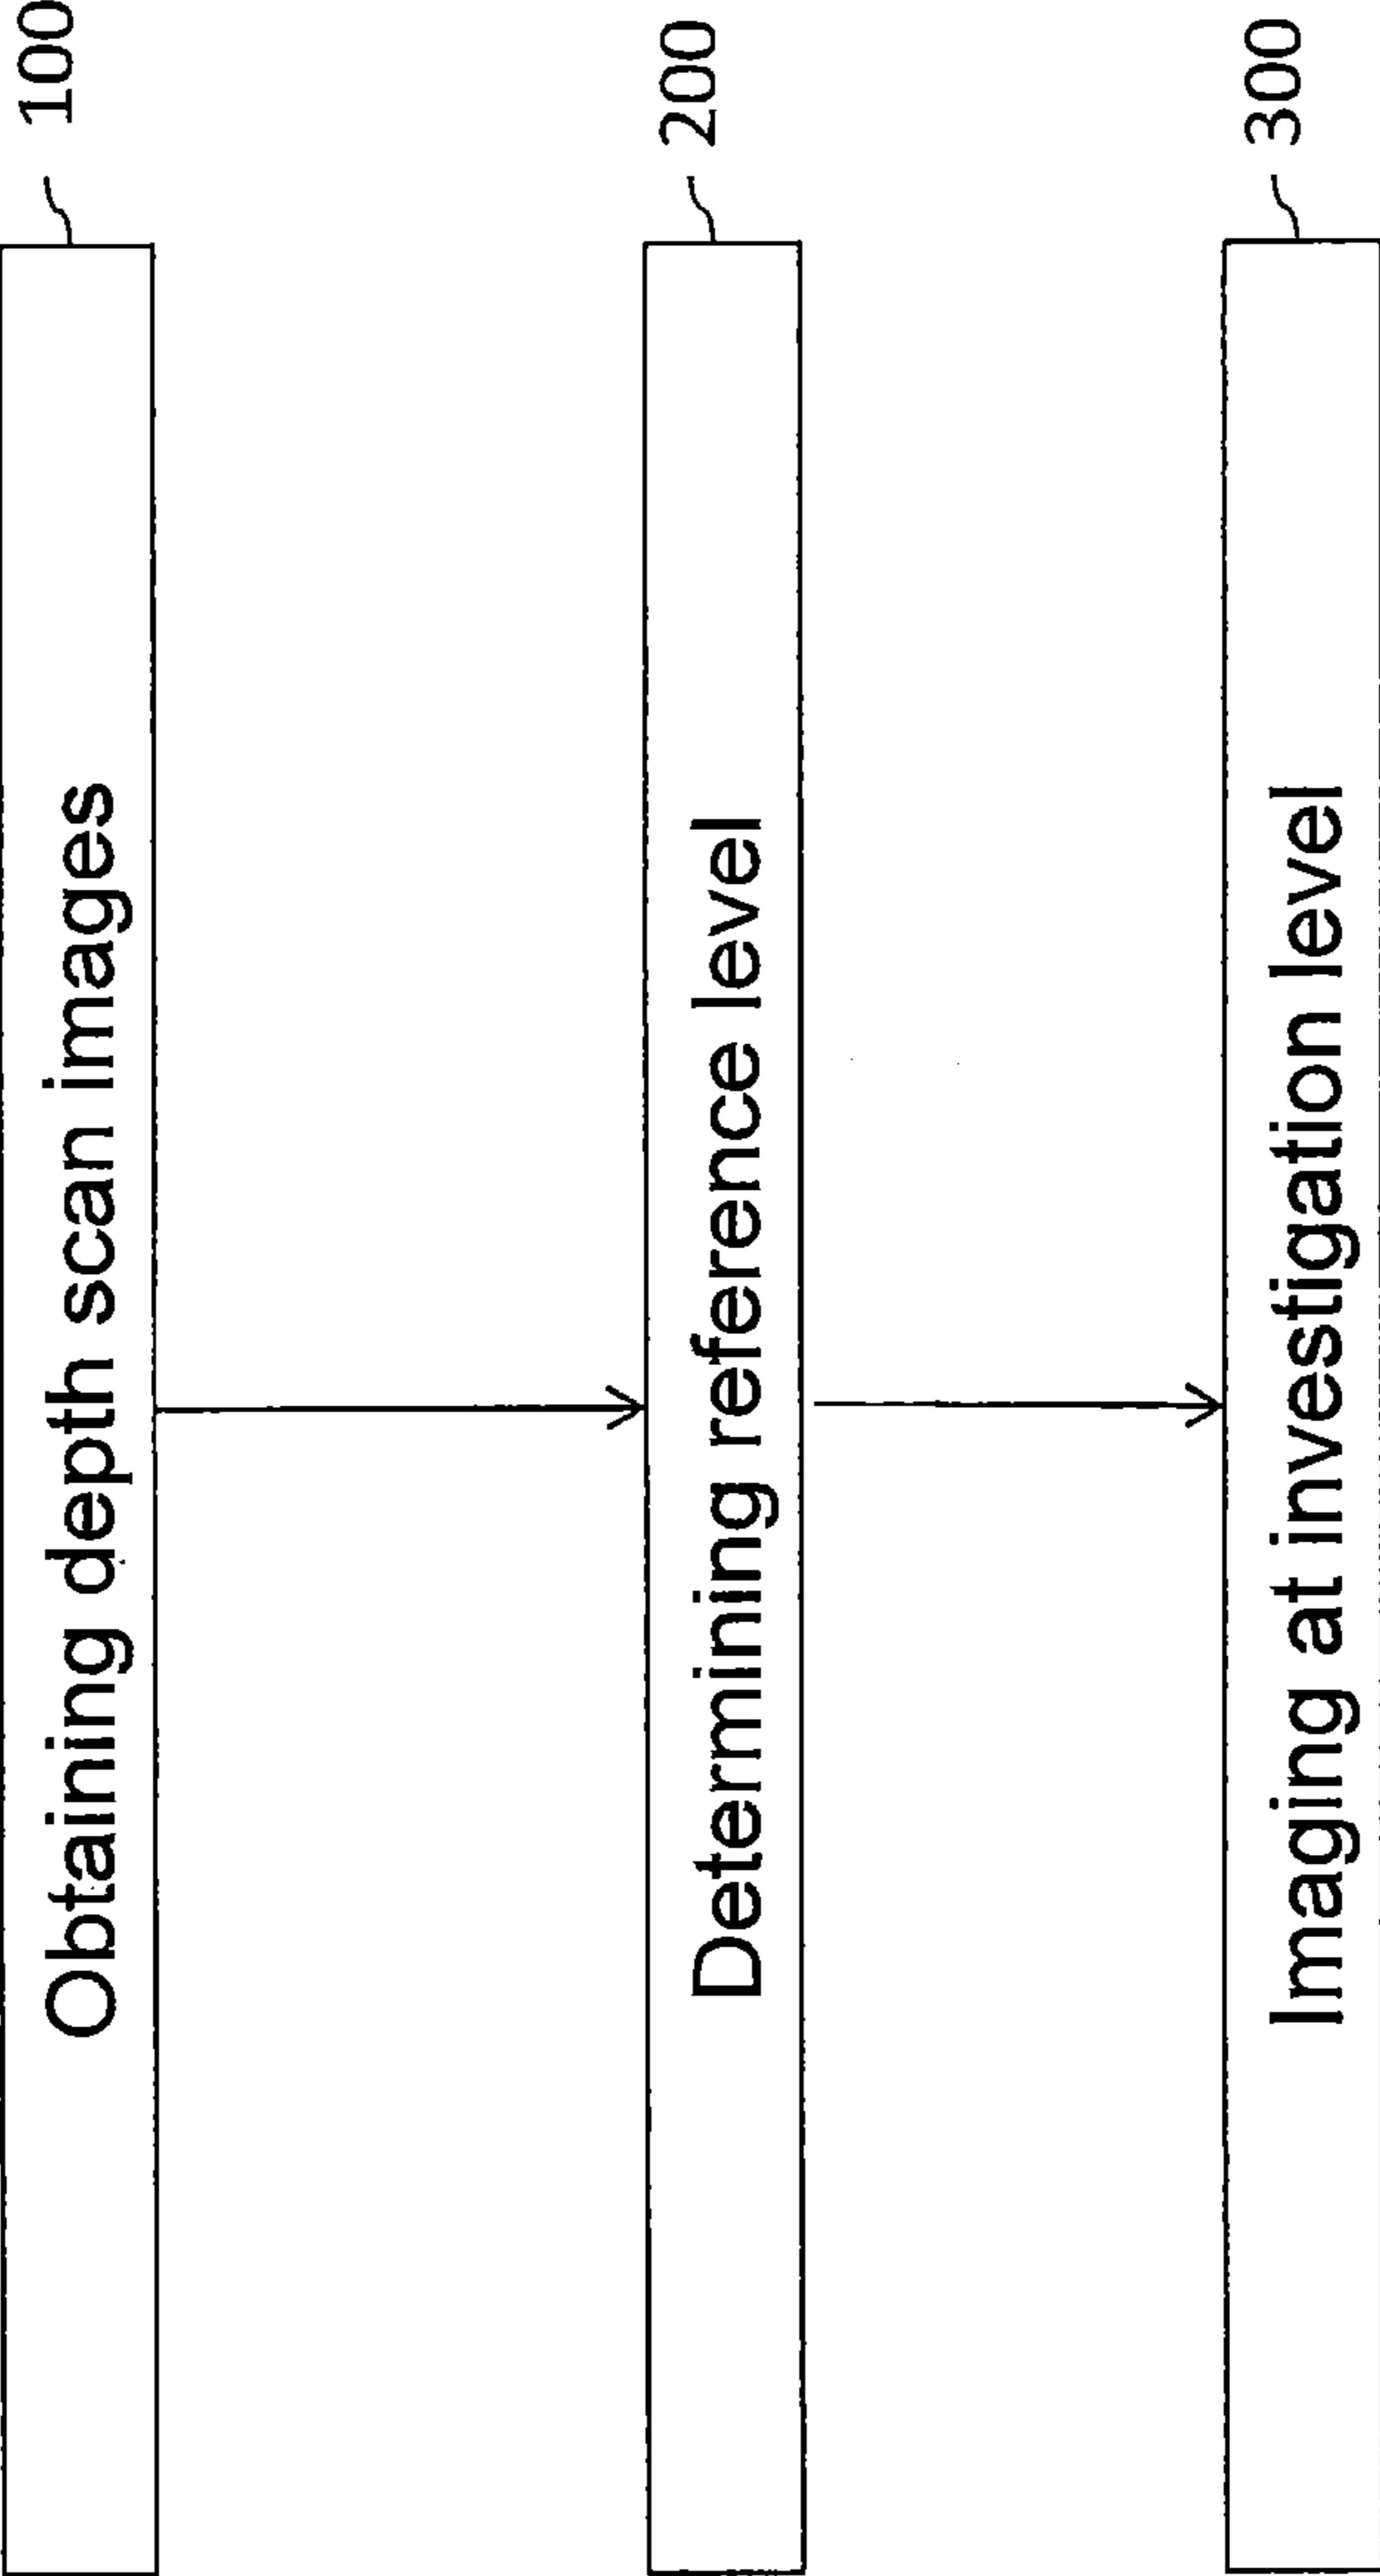 Obtaining depth scan images
100
Determining reference level
200
Imaging at investigation level
300